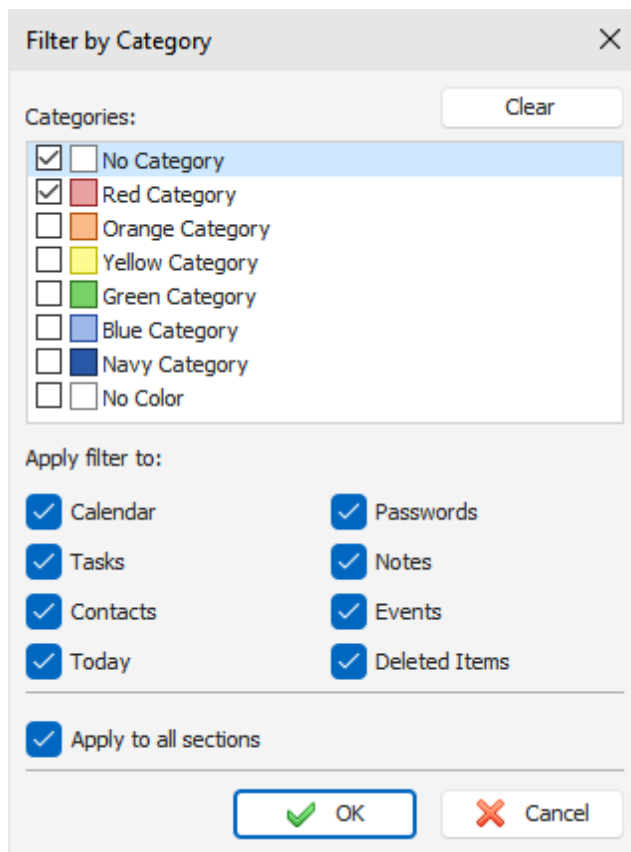 Filter by Category
Categories:
Clear
No Category
Red Category
Orange Category
Yellow Category
Green Category
Blue Category
Navy Category
No Color
Apply filter to:
Calendar
Passwords
Tasks
Notes
Contacts
Events
Today
Deleted Items
Apply to all sections
OK
Cancel